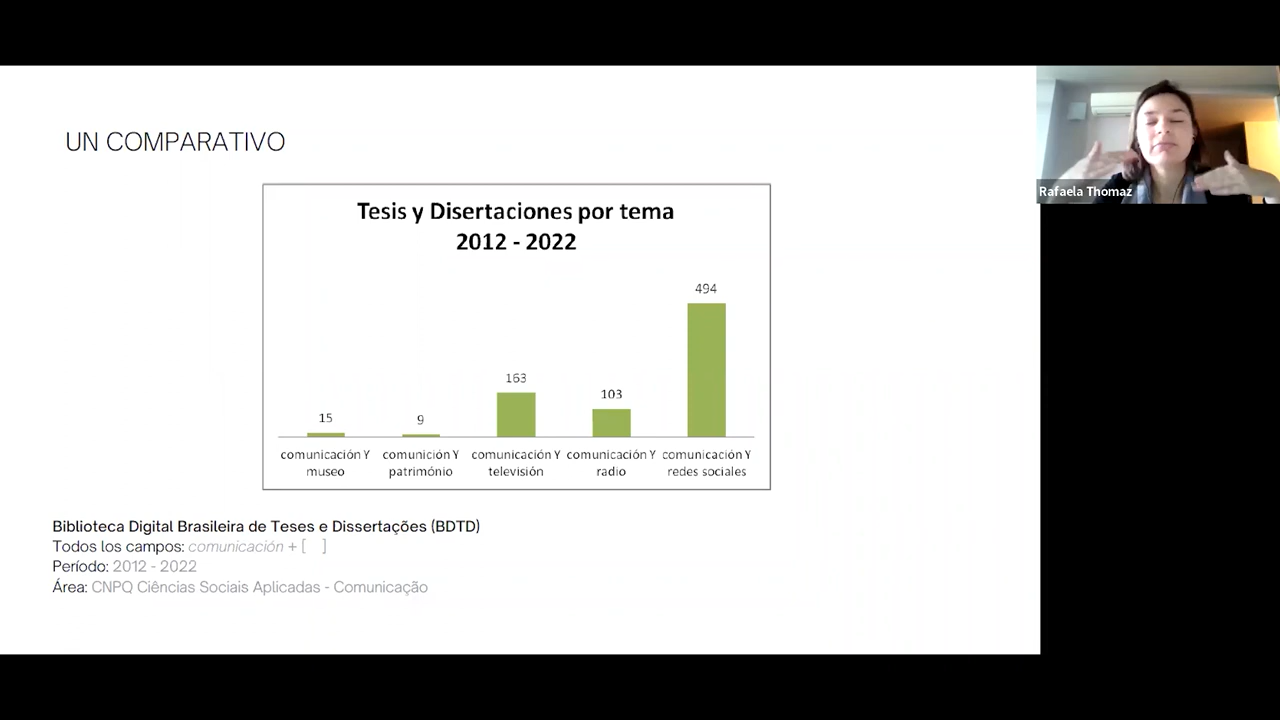 UN COMPARATIVO
Rafaela Thomaz
Tesis y Disertaciones por tema
2012 - 2022
494
163
103
15
9
comunicación Y museo
comunición Y património
comunicación Y televisión
comunicación Y radio
comunicación Y redes sociales
Biblioteca Digital Brasileira de Teses e Dissertações (BDTD)
Todos los campos: comunicación + [ ]
Período: 2012 - 2022
Área: CNPQ Ciências Sociais Aplicadas - Comunicação